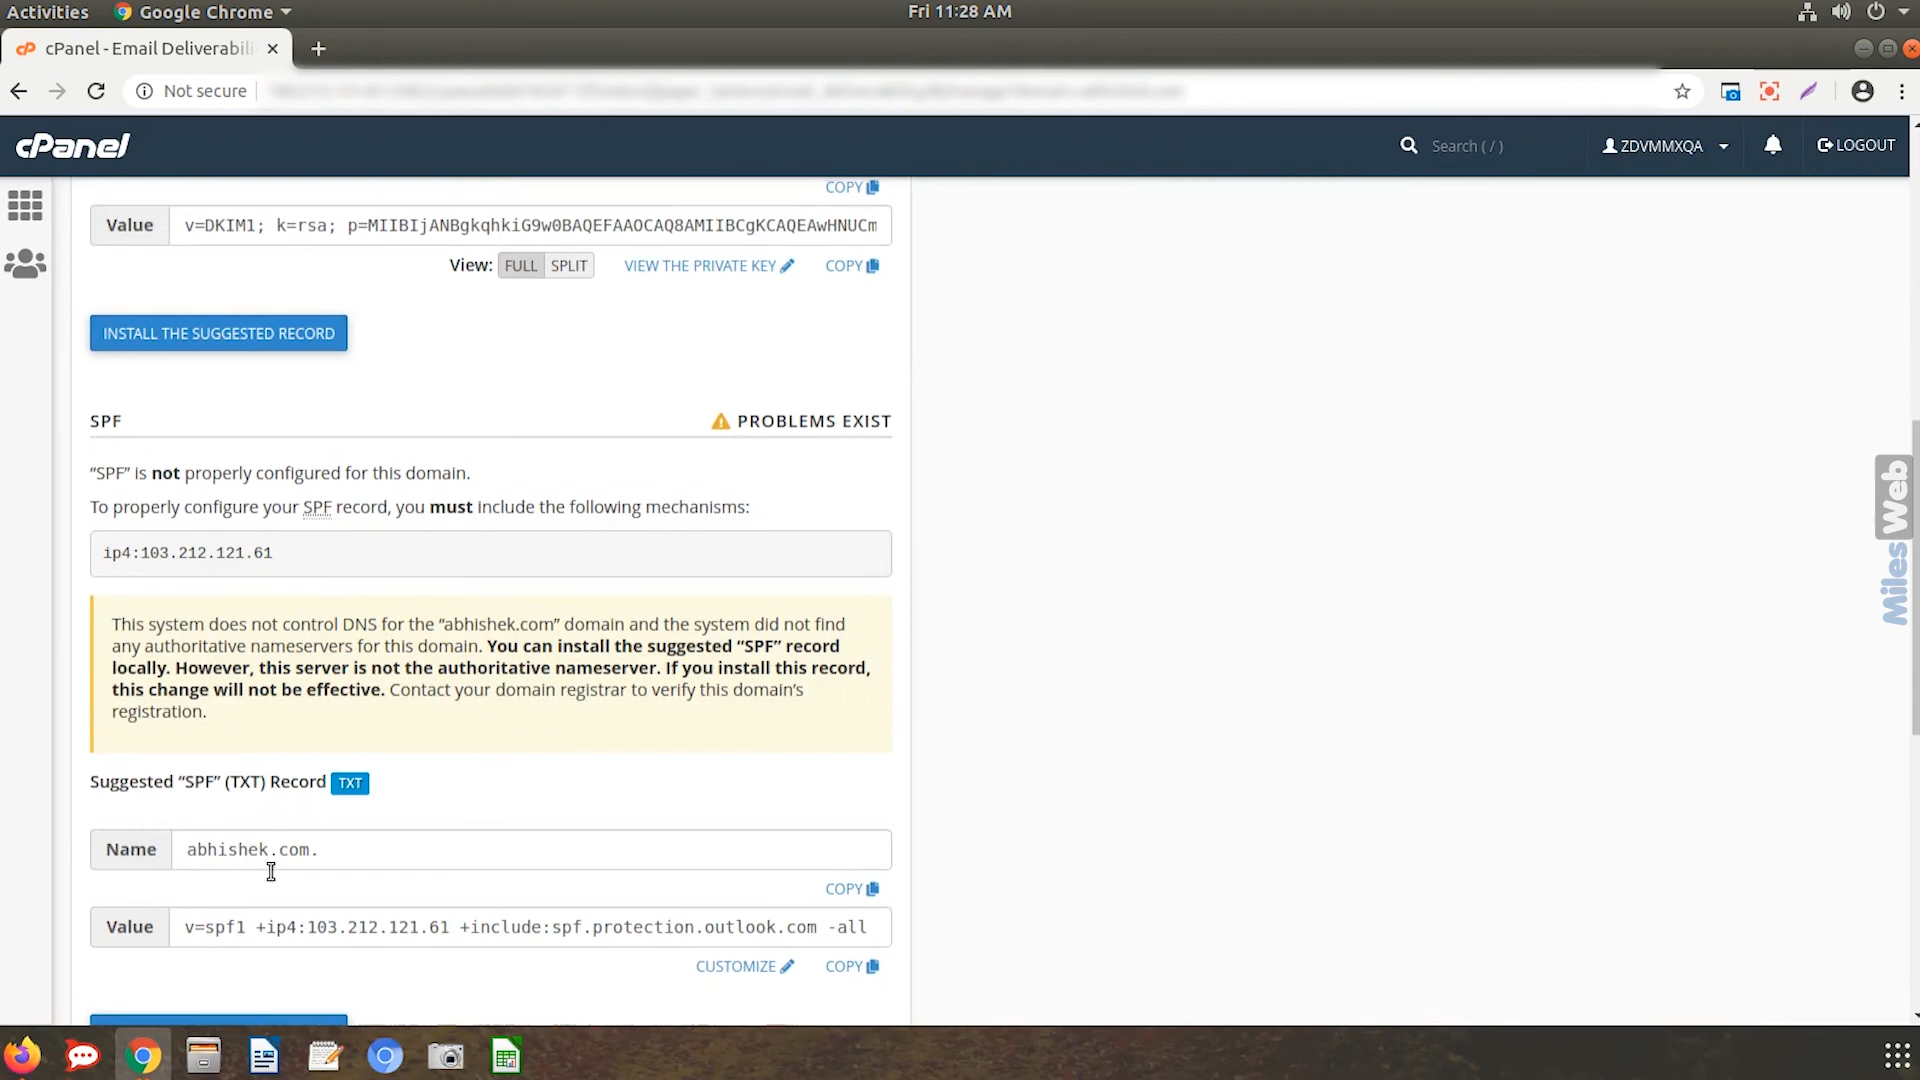 Activities Google Chrome Fri 11:28 AM
cPanel - Email Deliverabili
Not secure
cPanel Search ( / ) ZDVMMXQA LOGOUT
COPY
Value v=DKIM1; k=rsa; p=MIIBIjANBgkqhkiG9w0BAQEFAAOCAQ8AMIIBCgKCAQEAwHNUCm
View: FULL SPLIT VIEW THE PRIVATE KEY COPY
INSTALL THE SUGGESTED RECORD
SPF PROBLEMS EXIST
“SPF” is not properly configured for this domain.
To properly configure your SPF record, you must include the following mechanisms:
ip4:103.212.121.61
This system does not control DNS for the “abhishek.com” domain and the system did not find
any authoritative nameservers for this domain. You can install the suggested “SPF” record
locally. However, this server is not the authoritative nameserver. If you install this record,
this change will not be effective. Contact your domain registrar to verify this domain’s
registration.
Suggested “SPF” (TXT) Record TXT
Name abhishek.com.
COPY
Value v=spf1 +ip4:103.212.121.61 +include:spf.protection.outlook.com -all
CUSTOMIZE COPY
MilesWeb